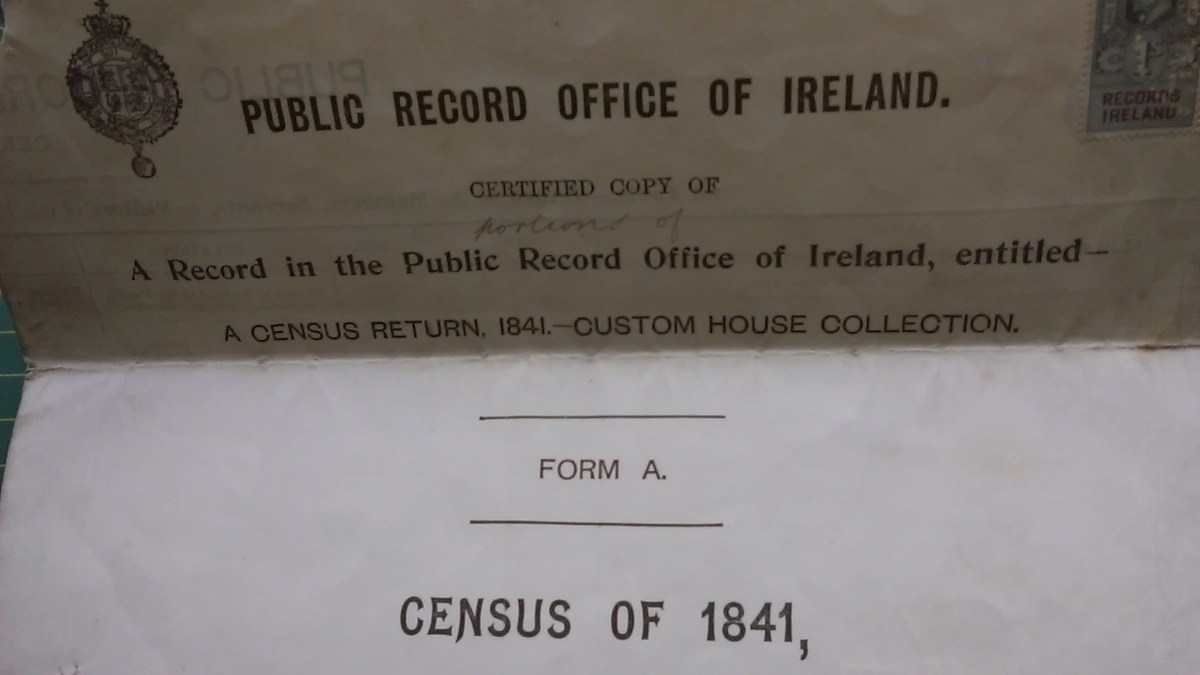 PUBLIC RECORD OFFICE OF IRELAND.
RECORDS
IRELAND
CERTIFIED COPY OF
portions of
A Record in the Public Record Office of Ireland, entitled—
A CENSUS RETURN, 1841.—CUSTOM HOUSE COLLECTION.
FORM A.
CENSUS OF 1841,